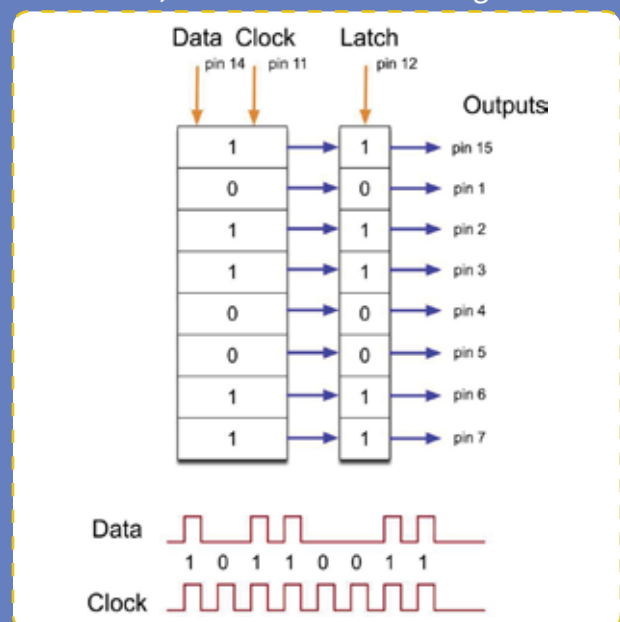 Data Clock Latch
pin 14 pin 11 pin 12
Outputs
1 1 pin 15
0 0 pin 1
1 1 pin 2
1 1 pin 3
0 0 pin 4
0 0 pin 5
1 1 pin 6
1 1 pin 7
Data
1 0 1 1 0 0 1 1
Clock